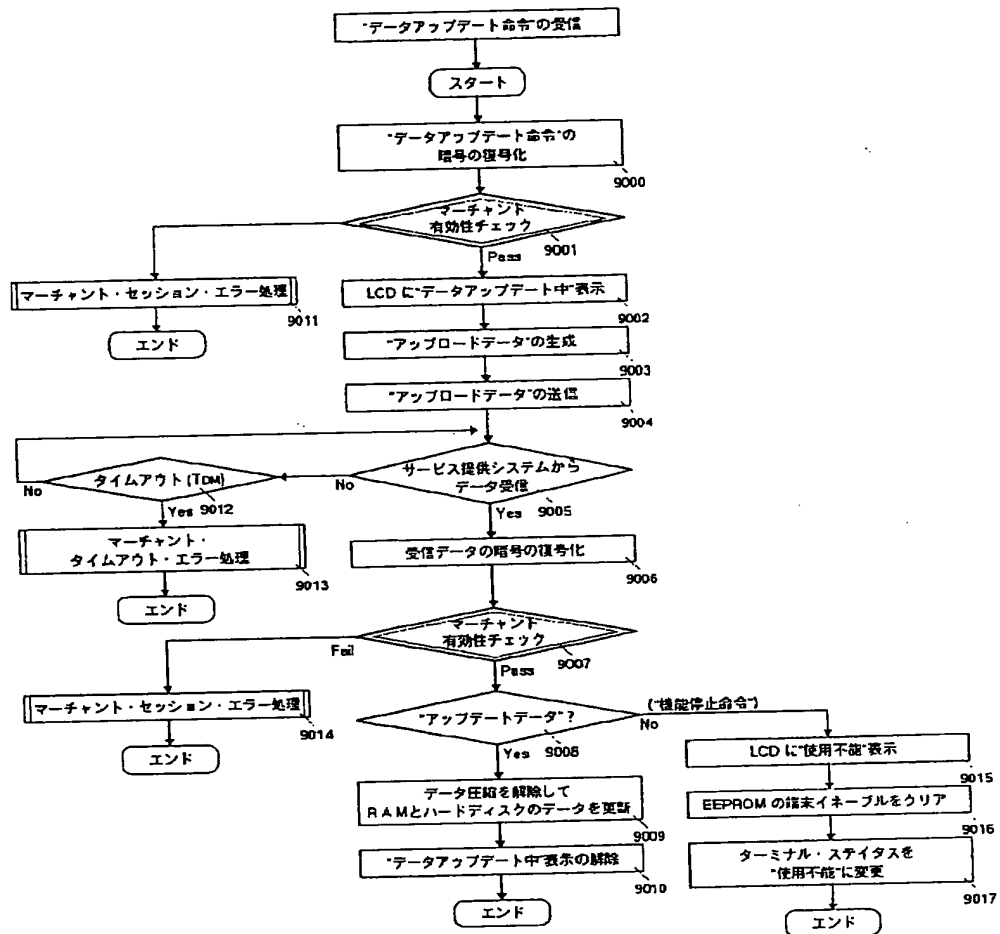 "データアップデート命令"の受信
スタート
"データアップデート命令"の
暗号の復号化
9000
マーチャント
有効性チェック
9001
Pass
マーチャント・セッション・エラー処理
9011
エンド
LCDに"データアップデート中"表示
9002
"アップロードデータ"の生成
9003
"アップロードデータ"の送信
9004
サービス提供システムから
データ受信
9005
No
Yes
タイムアウト(TDM)
9012
No
Yes
マーチャント・
タイムアウト・エラー処理
9013
エンド
受信データの暗号の復号化
9006
マーチャント
有効性チェック
9007
Fail
Pass
マーチャント・セッション・エラー処理
9014
エンド
"アップデートデータ"?
9008
("機能停止命令")
No
Yes
データ圧縮を解除して
RAMとハードディスクのデータを更新
9009
"データアップデート中"表示の解除
9010
エンド
LCDに"使用不能"表示
9015
EEPROMの端末イネーブルをクリア
9016
ターミナル・ステイタスを
"使用不能"に変更
9017
エンド